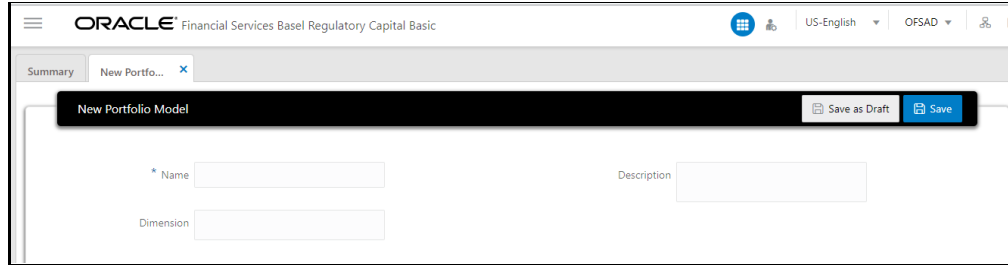 ORACLE® Financial Services Basel Regulatory Capital Basic US-English OFSAD
Summary New Portfo... ×
New Portfolio Model Save as Draft Save
* Name Description
Dimension